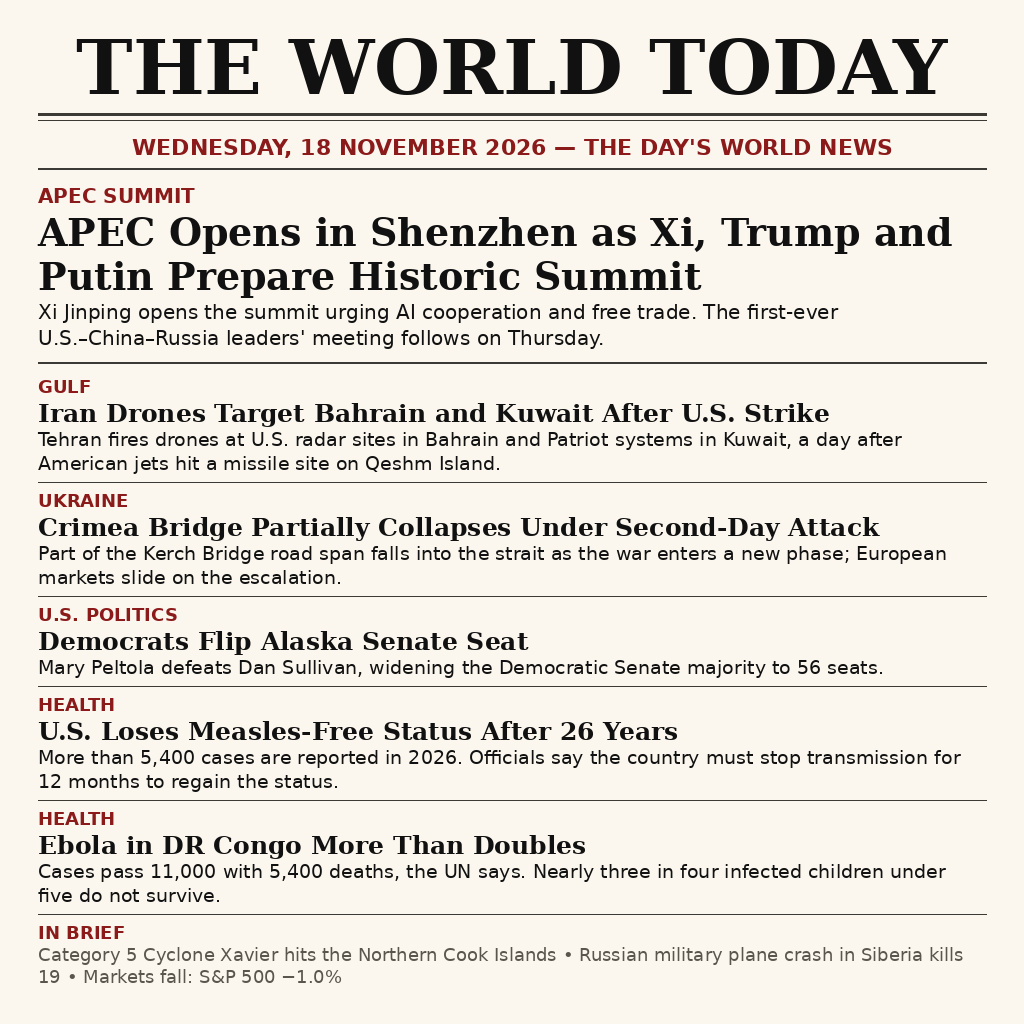 THE WORLD TODAY
WEDNESDAY, 18 NOVEMBER 2026 — THE DAY'S WORLD NEWS
APEC SUMMIT
APEC Opens in Shenzhen as Xi, Trump and
Putin Prepare Historic Summit
Xi Jinping opens the summit urging AI cooperation and free trade. The first-ever
U.S.–China–Russia leaders' meeting follows on Thursday.
GULF
Iran Drones Target Bahrain and Kuwait After U.S. Strike
Tehran fires drones at U.S. radar sites in Bahrain and Patriot systems in Kuwait, a day after
American jets hit a missile site on Qeshm Island.
UKRAINE
Crimea Bridge Partially Collapses Under Second-Day Attack
Part of the Kerch Bridge road span falls into the strait as the war enters a new phase; European
markets slide on the escalation.
U.S. POLITICS
Democrats Flip Alaska Senate Seat
Mary Peltola defeats Dan Sullivan, widening the Democratic Senate majority to 56 seats.
HEALTH
U.S. Loses Measles-Free Status After 26 Years
More than 5,400 cases are reported in 2026. Officials say the country must stop transmission for
12 months to regain the status.
HEALTH
Ebola in DR Congo More Than Doubles
Cases pass 11,000 with 5,400 deaths, the UN says. Nearly three in four infected children under
five do not survive.
IN BRIEF
Category 5 Cyclone Xavier hits the Northern Cook Islands • Russian military plane crash in Siberia kills
19 • Markets fall: S&P 500 −1.0%